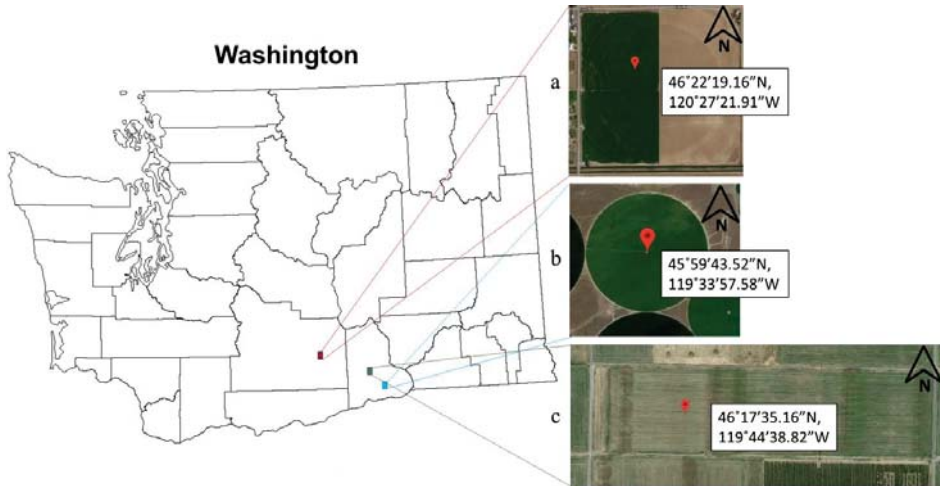 Washington
a
N
46°22'19.16"N,
120°27'21.91"W
b
N
45°59'43.52"N,
119°33'57.58"W
c
N
46°17'35.16"N,
119°44'38.82"W